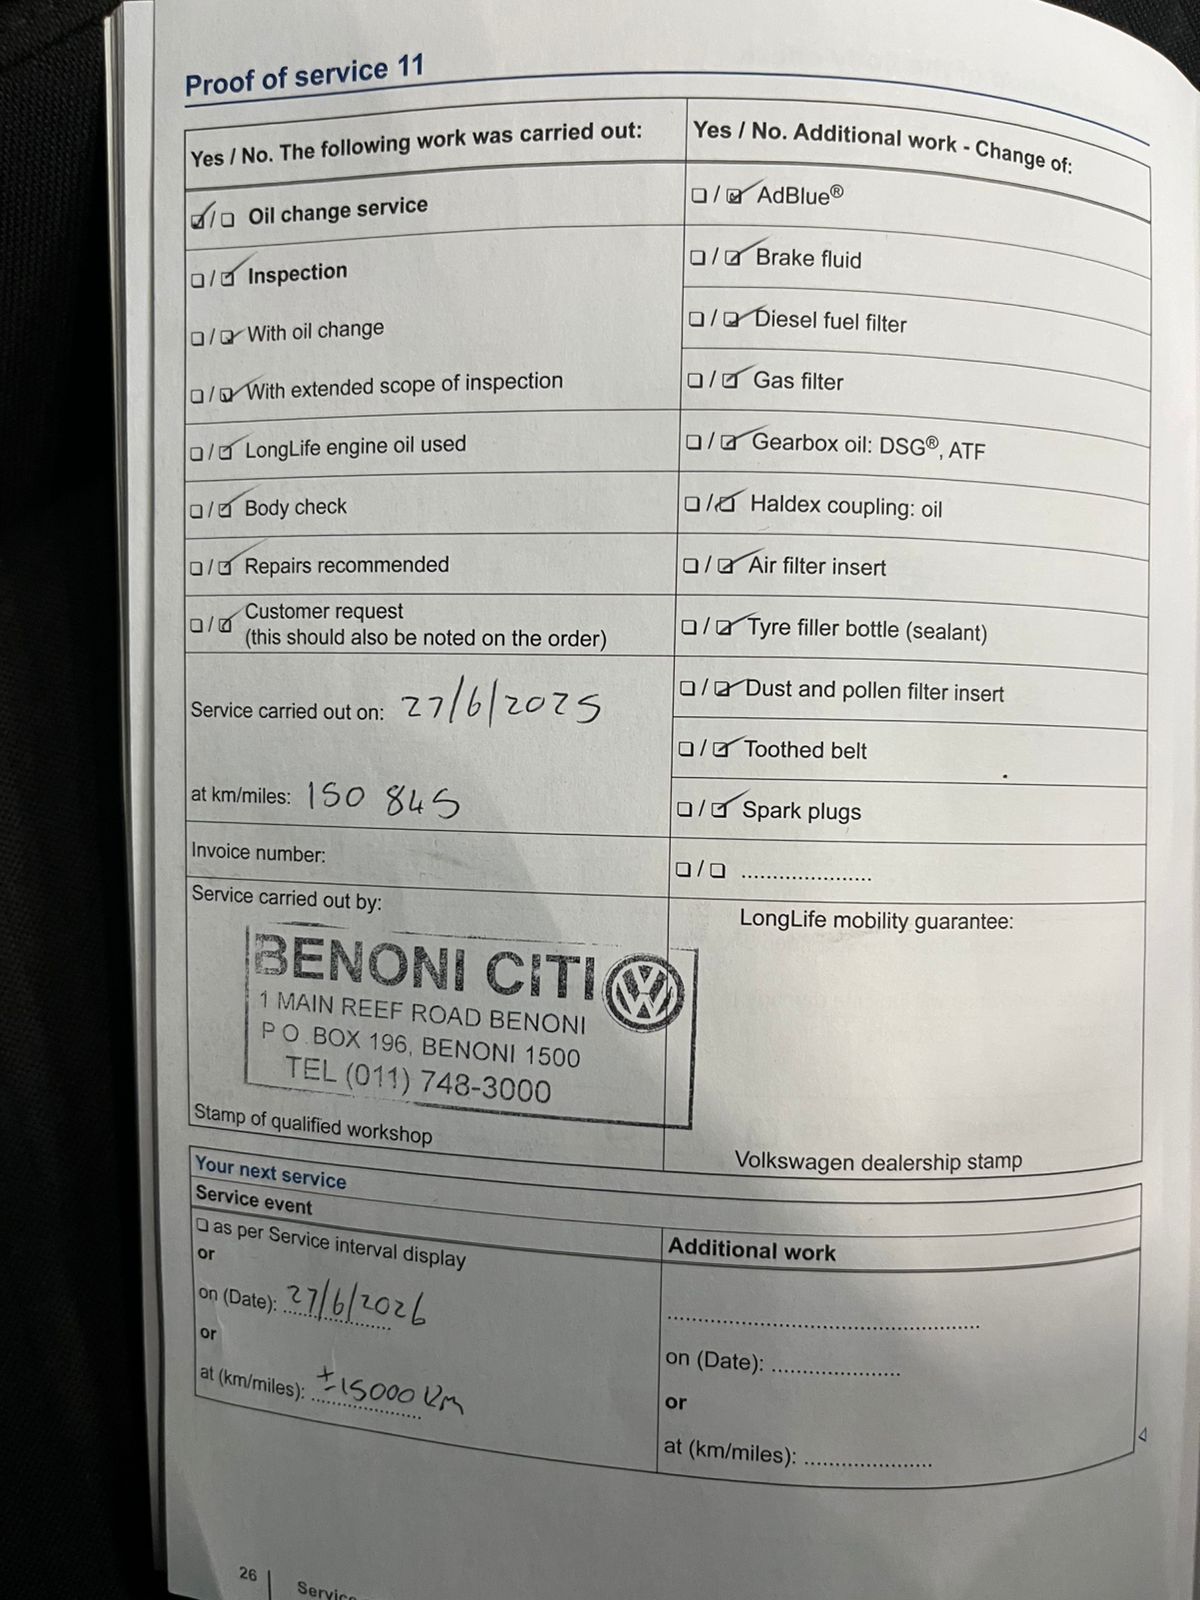 Proof of service 11
Yes / No. The following work was carried out:
Oil change service
Inspection
With oil change
With extended scope of inspection
LongLife engine oil used
Body check
Repairs recommended
Customer request
(this should also be noted on the order)
Service carried out on: 27/6/2025
at km/miles: 150 845
Invoice number:
Service carried out by:
BENONI CITI
1 MAIN REEF ROAD BENONI
P O BOX 196, BENONI 1500
TEL (011) 748-3000
Stamp of qualified workshop
Yes / No. Additional work - Change of:
AdBlue®
Brake fluid
Diesel fuel filter
Gas filter
Gearbox oil: DSG®, ATF
Haldex coupling: oil
Air filter insert
Tyre filler bottle (sealant)
Dust and pollen filter insert
Toothed belt
Spark plugs
/ .....................
LongLife mobility guarantee:
Volkswagen dealership stamp
Your next service
Service event
as per Service interval display
or
on (Date): 27/6/2026
or
at (km/miles): ±15000 km
Additional work
on (Date): .....................
or
at (km/miles): .....................
26